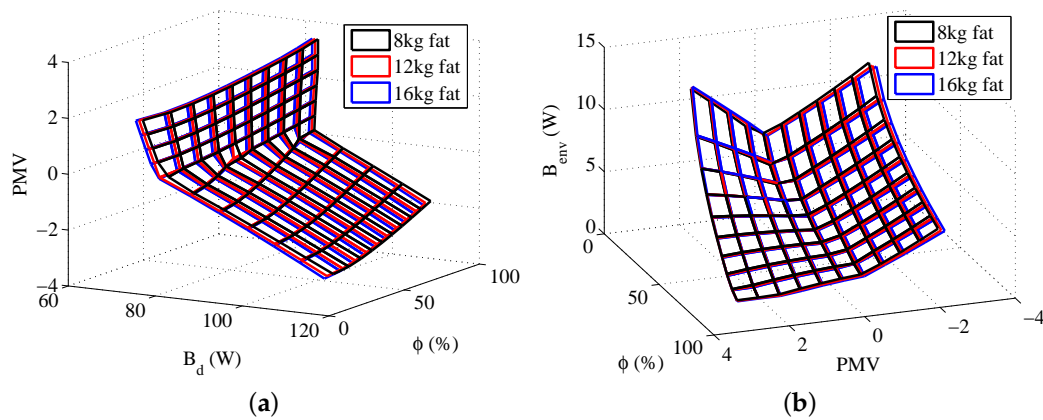 4
2
0
−2
−4
PMV
60
80
100
120
B_d (W)
0
50
100
ϕ (%)
8kg fat
12kg fat
16kg fat
(a)
15
10
5
0
B_env (W)
0
50
100
ϕ (%)
4
2
0
−2
−4
PMV
8kg fat
12kg fat
16kg fat
(b)